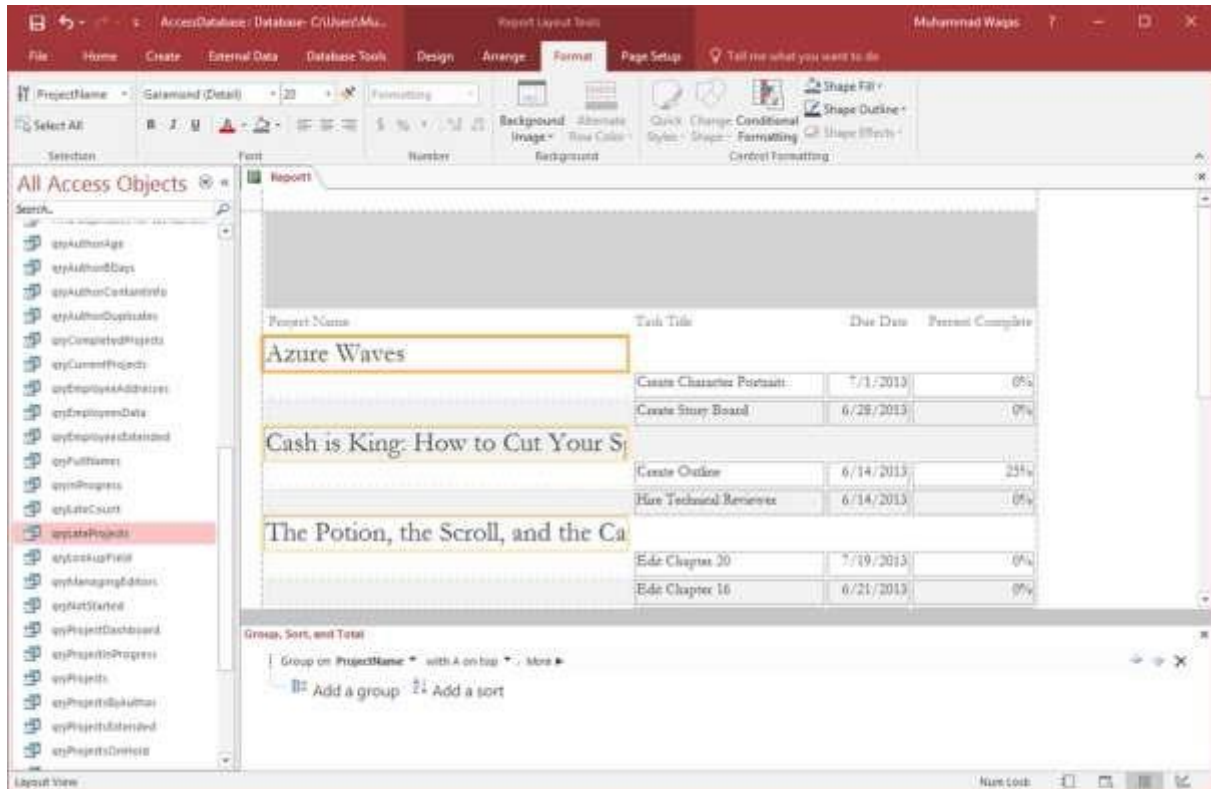 AccessDatabase : Database- C:\Users\Mu... Report Layout Tools Muhammad Waqas ? 
File Home Create External Data Database Tools Design Arrange Format Page Setup Tell me what you want to do
ProjectName Garamond (Detail) 20 Formatting Shape Fill
Select All B I U A $ % Background Image Alternate Row Color Quick Styles Change Shape Conditional Formatting Shape Outline
Shape Effects
Selection Font Number Background Control Formatting
All Access Objects Report1
Search...
qryAuthorAge
qryAuthorBDays
qryAuthorContactInfo
qryAuthorDuplicates
qryCompletedProjects
qryCurrentProjects
qryEmployeeAddresses
qryEmployeesData
qryEmployeesExtended
qryFullNames
qryInProgress
qryLateCount
qryLateProjects
qryLookupField
qryManagingEditors
qryNotStarted
qryProjectDashboard
qryProjectInProgress
qryProjects
qryProjectsByAuthor
qryProjectsExtended
qryProjectsOnHold
Project Name Task Title Due Date Percent Complete
Azure Waves
Create Character Portraits 7/1/2013 0%
Create Story Board 6/28/2013 0%
Cash is King: How to Cut Your Sp
Create Outline 6/14/2013 25%
Hire Technical Reviewer 6/14/2013 0%
The Potion, the Scroll, and the Ca
Edit Chapter 20 7/19/2013 0%
Edit Chapter 16 6/21/2013 0%
Group, Sort, and Total
Group on ProjectName with A on top , More
Add a group Add a sort
Layout View Num Lock